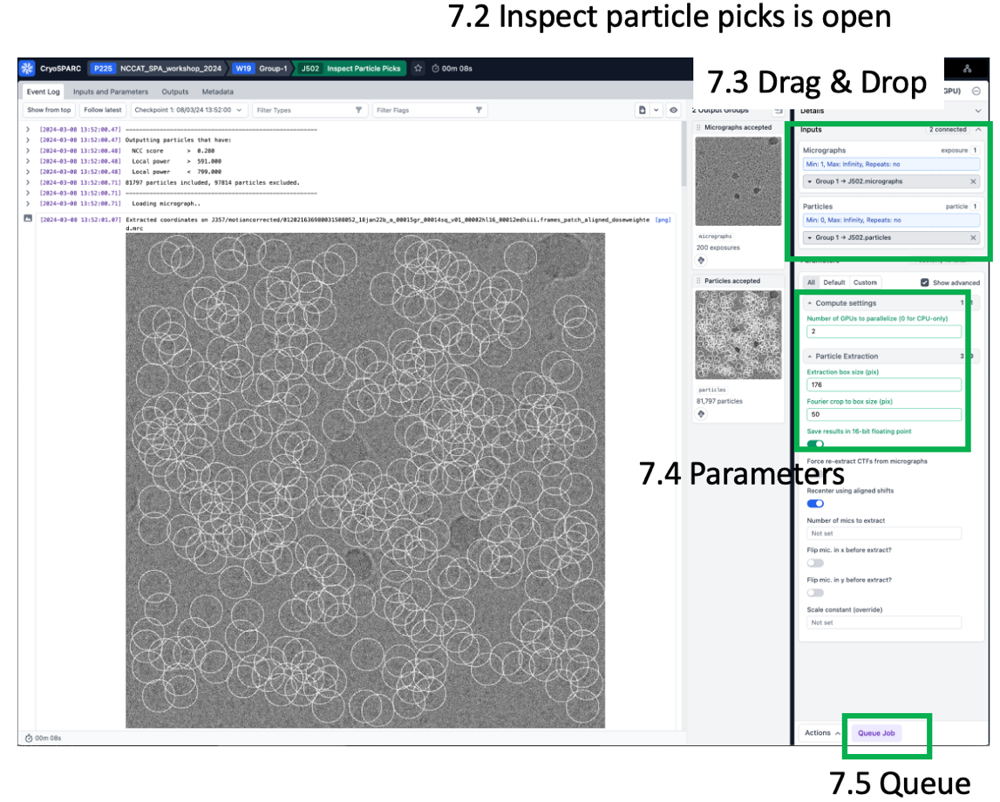 7.2 Inspect particle picks is open
CryoSPARC P225 NCCAT_SPA_workshop_2024 W19 Group-1 J502 Inspect Particle Picks 00m 08s
7.3 Drag & Drop
GPU)
Event Log Inputs and Parameters Outputs Metadata
Show from top Follow latest Checkpoint 1: 08/03/24 13:52:00 Filter Types Filter Flags
2 Output Groups
Details
[2024-03-08 13:52:00.47] --------------------------------------------------------
[2024-03-08 13:52:00.47] Outputting particles that have:
[2024-03-08 13:52:00.48] NCC score > 0.280
[2024-03-08 13:52:00.48] Local power > 591.000
[2024-03-08 13:52:00.48] Local power < 799.000
[2024-03-08 13:52:00.71] 81797 particles included, 97814 particles excluded.
[2024-03-08 13:52:00.71] --------------------------------------------------------
[2024-03-08 13:52:00.71] Loading micrograph..
[2024-03-08 13:52:01.07] Extracted coordinates on J357/motioncorrected/012021636980031508052_18jan22b_a_00015gr_00014sq_v01_00002hl16_00012edhiii.frames_patch_aligned_doseweighte [png]
d.mrc
Micrographs accepted
micrographs
200 exposures
Particles accepted
particles
81,797 particles
Inputs 2 connected
Micrographs exposure 1
Min: 1, Max: Infinity, Repeats: no
Group 1 → J502.micrographs
Particles particle 1
Min: 0, Max: Infinity, Repeats: no
Group 1 → J502.particles
Parameters
All Default Custom Show advanced
Compute settings 1
Number of GPUs to parallelize (0 for CPU-only)
2
Particle Extraction 3 9
Extraction box size (pix)
176
Fourier crop to box size (pix)
50
Save results in 16-bit floating point
Force re-extract CTFs from micrographs
7.4 Parameters
Recenter using aligned shifts
Number of mics to extract
Not set
Flip mic. in x before extract?
Flip mic. in y before extract?
Scale constant (override)
Not set
00m 08s
Actions Queue Job
7.5 Queue